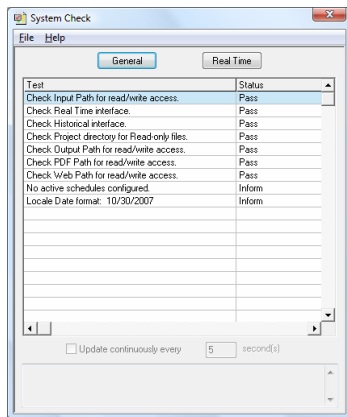 System Check
File Help
General Real Time
Test Status
Check Input Path for read/write access. Pass
Check Real Time interface. Pass
Check Historical interface. Pass
Check Project directory for Read-only files. Pass
Check Output Path for read/write access. Pass
Check PDF Path for read/write access. Pass
Check Web Path for read/write access. Pass
No active schedules configured. Inform
Locale Date format: 10/30/2007 Inform
Update continuously every 5 second(s)